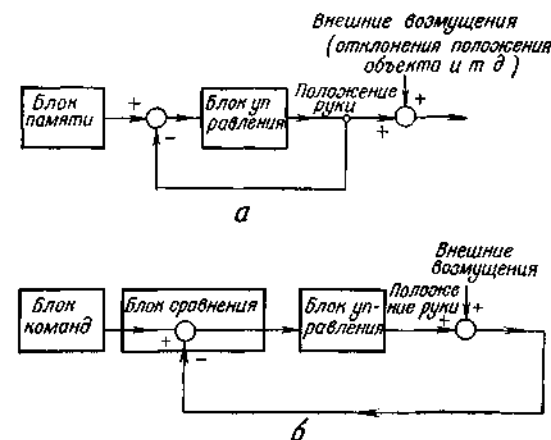 Внешние возмущения
(отклонения положения
объекта и т д)
Блок
памяти
+
-
Блок уп
равления
Положение
руки
+
+
а
Блок
команд
Блок сравнения
+
-
Блок уп-
равления
Внешние
возмущения
Положе
ние руки
+
+
б